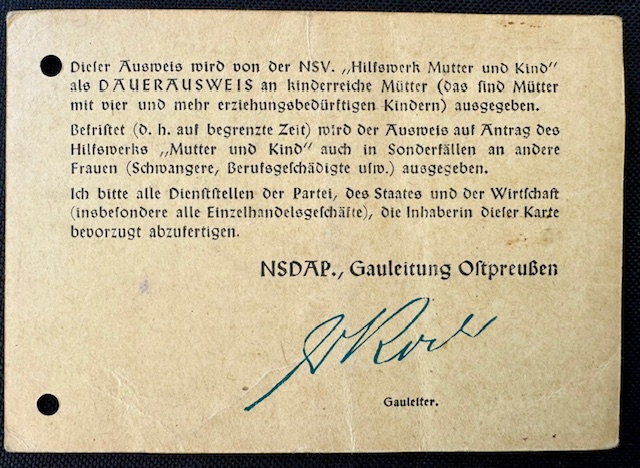 Dieser Ausweis wird von der NSV. „Hilfswerk Mutter und Kind"
als DAUERAUSWEIS an kinderreiche Mütter (das sind Mütter
mit vier und mehr erziehungsbedürftigen Kindern) ausgegeben.
Befristet (d. h. auf begrenzte Zeit) wird der Ausweis auf Antrag des
Hilfswerks „Mutter und Kind" auch in Sonderfällen an andere
Frauen (Schwangere, Berufsgeschädigte usw.) ausgegeben.
Ich bitte alle Dienststellen der Partei, des Staates und der Wirtschaft
(insbesondere alle Einzelhandelsgeschäfte), die Inhaberin dieser Karte
bevorzugt abzufertigen.
NSDAP., Gauleitung Ostpreußen
Koch
Gauleiter.